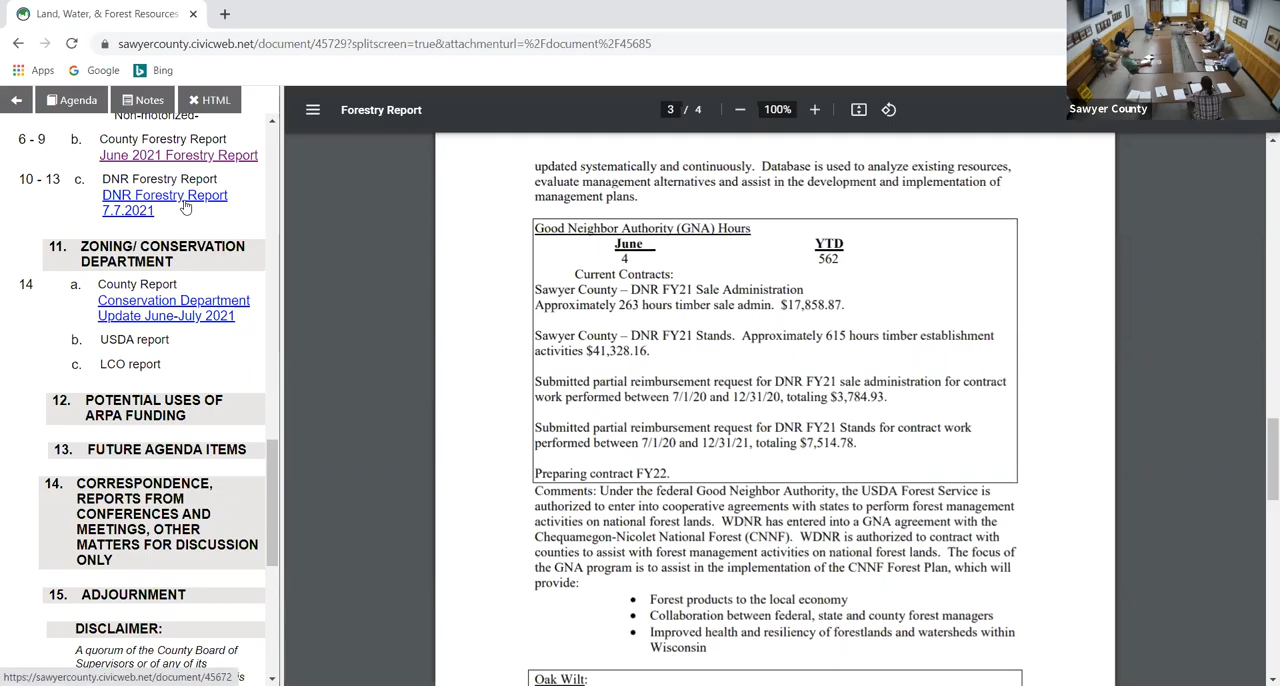 Land, Water, & Forest Resources
sawyercounty.civicweb.net/document/45729?splitscreen=true&attachmenturl=%2Fdocument%2F45685
Apps Google Bing
Agenda Notes HTML
Non-motorized-
6 - 9 b. County Forestry Report
June 2021 Forestry Report
10 - 13 c. DNR Forestry Report
DNR Forestry Report
7.7.2021
11. ZONING/ CONSERVATION
DEPARTMENT
14 a. County Report
Conservation Department
Update June-July 2021
b. USDA report
c. LCO report
12. POTENTIAL USES OF
ARPA FUNDING
13. FUTURE AGENDA ITEMS
14. CORRESPONDENCE,
REPORTS FROM
CONFERENCES AND
MEETINGS, OTHER
MATTERS FOR DISCUSSION
ONLY
15. ADJOURNMENT
DISCLAIMER:
A quorum of the County Board of
Supervisors or of any of its
https://sawyercounty.civicweb.net/document/45672
Forestry Report
3 / 4
100%
updated systematically and continuously. Database is used to analyze existing resources,
evaluate management alternatives and assist in the development and implementation of
management plans.
Good Neighbor Authority (GNA) Hours
June YTD
4 562
Current Contracts:
Sawyer County – DNR FY21 Sale Administration
Approximately 263 hours timber sale admin. $17,858.87.
Sawyer County – DNR FY21 Stands. Approximately 615 hours timber establishment
activities $41,328.16.
Submitted partial reimbursement request for DNR FY21 sale administration for contract
work performed between 7/1/20 and 12/31/20, totaling $3,784.93.
Submitted partial reimbursement request for DNR FY21 Stands for contract work
performed between 7/1/20 and 12/31/21, totaling $7,514.78.
Preparing contract FY22.
Comments: Under the federal Good Neighbor Authority, the USDA Forest Service is
authorized to enter into cooperative agreements with states to perform forest management
activities on national forest lands. WDNR has entered into a GNA agreement with the
Chequamegon-Nicolet National Forest (CNNF). WDNR is authorized to contract with
counties to assist with forest management activities on national forest lands. The focus of
the GNA program is to assist in the implementation of the CNNF Forest Plan, which will
provide:
• Forest products to the local economy
• Collaboration between federal, state and county forest managers
• Improved health and resiliency of forestlands and watersheds within
Wisconsin
Oak Wilt:
Sawyer County